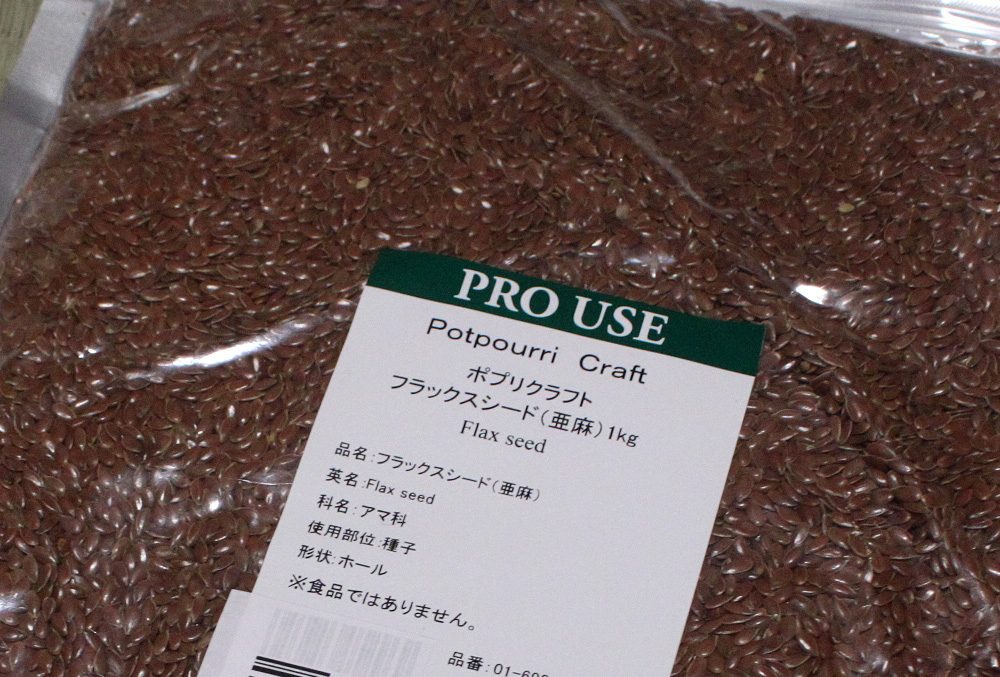 PRO USE
Potpourri Craft
ポプリクラフト
フラックスシード（亜麻）1kg
Flax seed
品名：フラックスシード（亜麻）
英名：Flax seed
科名：アマ科
使用部位：種子
形状：ホール
※食品ではありません。
品番：01-69